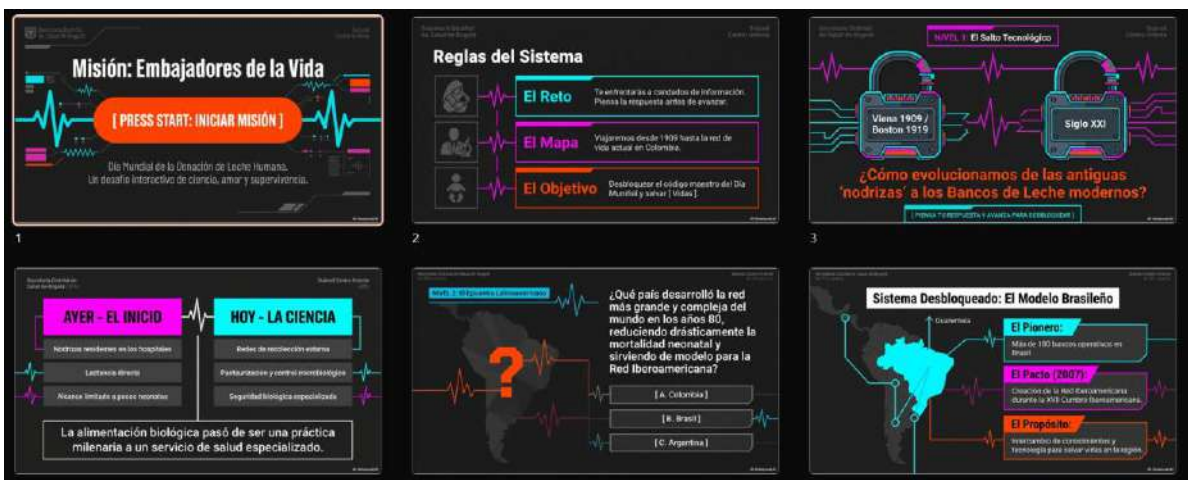 Misión: Embajadores de la Vida
[ PRESS START: INICIAR MISIÓN ]
Día Mundial de la Donación de Leche Humana.
Un desafío interactivo de ciencia, amor y supervivencia.
1
Reglas del Sistema
El Reto
Te enfrentarás a candados de información.
Piensa la respuesta antes de avanzar.
El Mapa
Viajaremos desde 1909 hasta la red de
vida actual en Colombia.
El Objetivo
Desbloquear el código maestro del Día
Mundial y salvar [ Vidas ].
2
NIVEL 1: El Salto Tecnológico
Viena 1909 /
Boston 1919
Siglo XXI
¿Cómo evolucionamos de las antiguas
'nodrizas' a los Bancos de Leche modernos?
[ PIENSA TU RESPUESTA Y AVANZA PARA DESBLOQUEAR ]
3
AYER - EL INICIO
Nodrizas residentes en los hospitales
Lactancia directa
Alcance limitado a pocos neonatos
HOY - LA CIENCIA
Redes de recolección externa
Pasteurización y control microbiológico
Seguridad biológica especializada
La alimentación biológica pasó de ser una práctica
milenaria a un servicio de salud especializado.
¿Qué país desarrolló la red
más grande y compleja del
mundo en los años 80,
reduciendo drásticamente la
mortalidad neonatal y
sirviendo de modelo para la
Red Iberoamericana?
?
[ A. Colombia ]
[ B. Brasil ]
[ C. Argentina ]
Sistema Desbloqueado: El Modelo Brasileño
Guatemala
El Pionero:
Más de 100 bancos operativos en
Brasil
El Pacto (2007):
Creación de la Red Iberoamericana
durante la XVII Cumbre Iberoamericana.
El Propósito:
Intercambio de conocimientos y
tecnología para salvar vidas en la región.